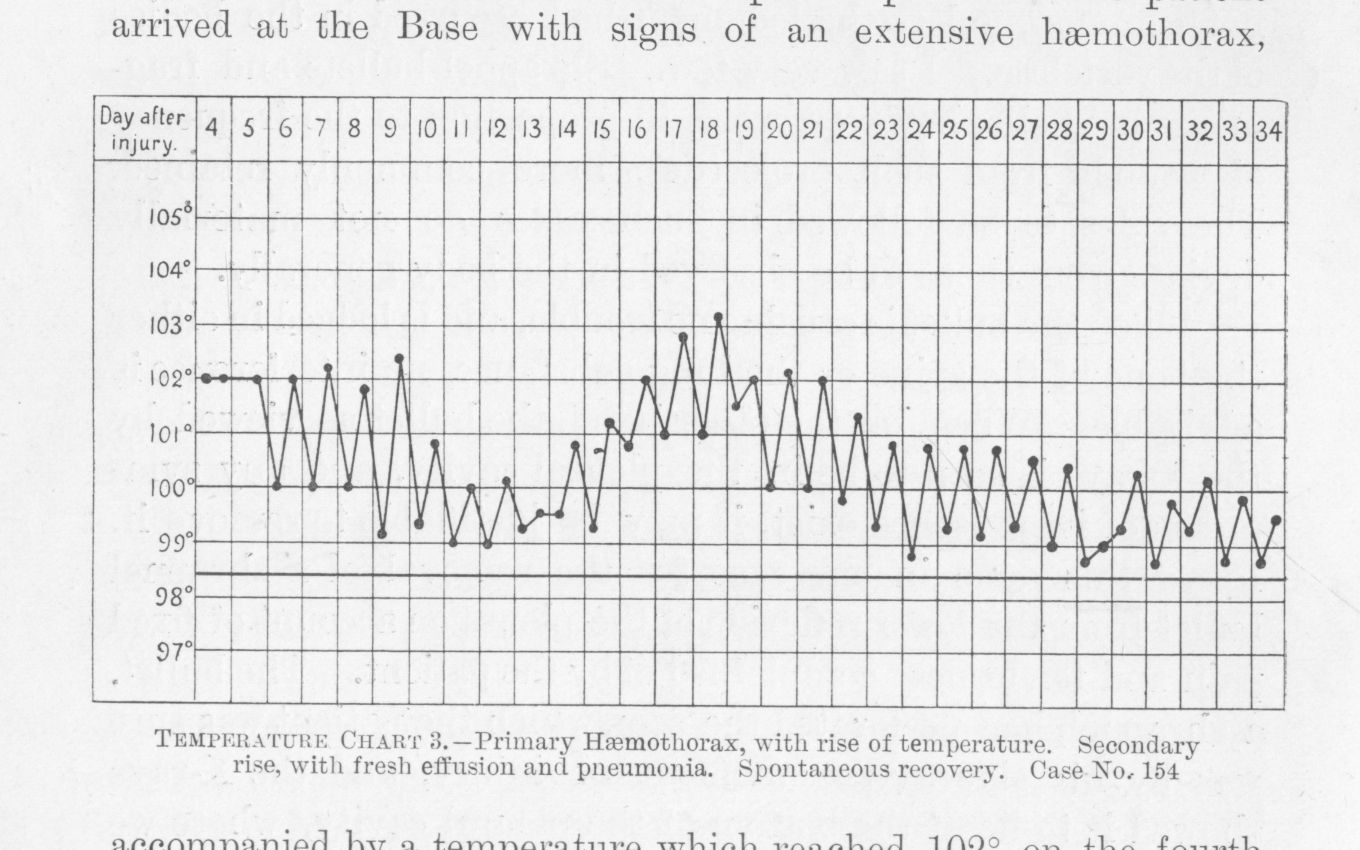 arrived at the Base with signs of an extensive hæmothorax,
Day after 4 5 6 7 8 9 10 11 12 13 14 15 16 17 18 19 20 21 22 23 24 25 26 27 28 29 30 31 32 33 34
injury.
105°
104°
103°
102°
101°
100°
99°
98°
97°
TEMPERATURE CHART 3.—Primary Hæmothorax, with rise of temperature. Secondary
rise, with fresh effusion and pneumonia. Spontaneous recovery. Case No. 154
accompanied by a temperature which reached 102° on the fourth